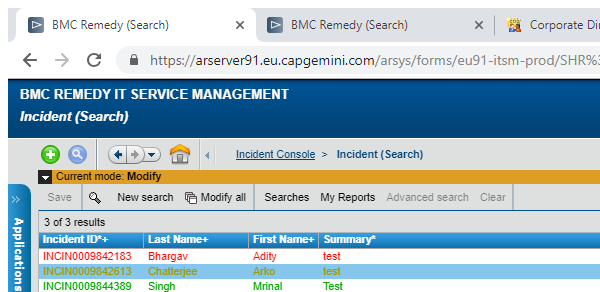 BMC Remedy (Search)
BMC Remedy (Search)
Corporate Dir
https://arserver91.eu.capgemini.com/arsys/forms/eu91-itsm-prod/SHR%
BMC REMEDY IT SERVICE MANAGEMENT
Incident (Search)
Incident Console > Incident (Search)
Current mode: Modify
Save New search Modify all Searches My Reports Advanced search Clear
3 of 3 results
Incident ID*+ Last Name+ First Name+ Summary*
INCIN0009842183 Bhargav Adity test
INCIN0009842613 Chatterjee Arko test
INCIN0009844389 Singh Mrinal Test
Applications